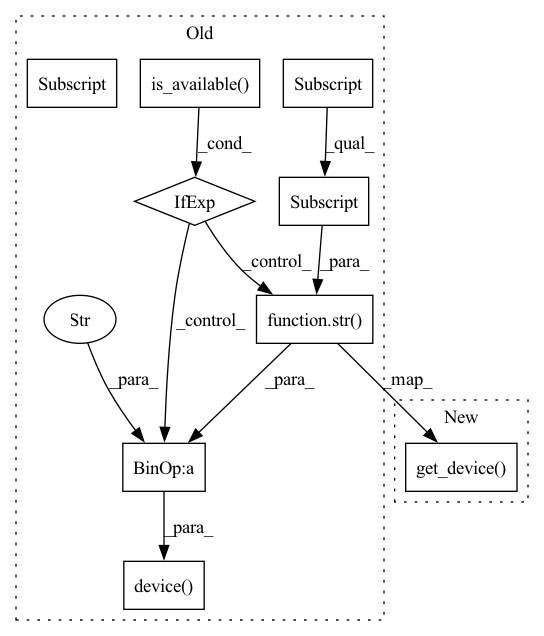 Old
Subscript
is_available()
Subscript
_cond_
_qual_
IfExp
Subscript
_control_
_para_
Str
_control_
function.str()
_para_
_para_
_map_
New
BinOp:a
get_device()
_para_
device()